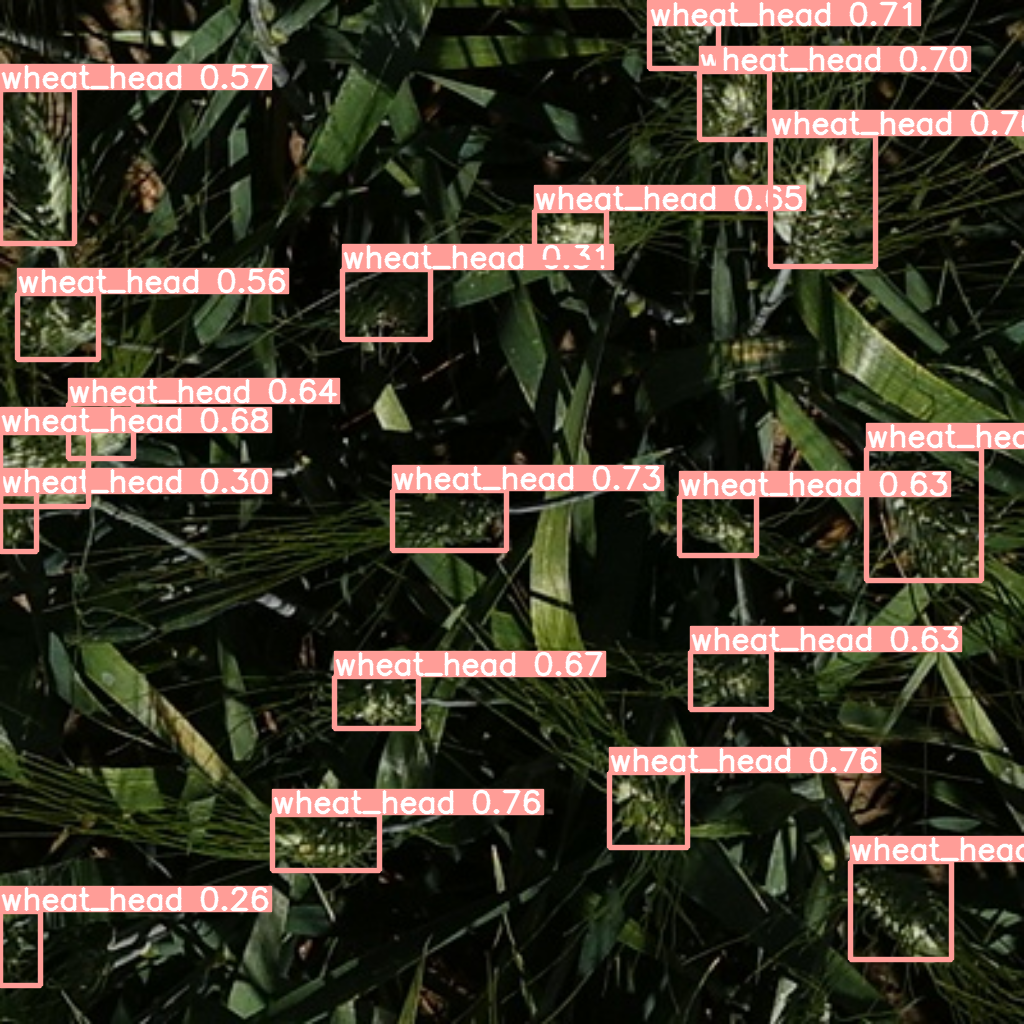 wheat_head 0.71
wheat_head 0.70
wheat_head 0.57
wheat_head 0.65
wheat_head 0.31
wheat_head 0.56
wheat_head 0.64
wheat_head 0.68
wheat_head 0.30
wheat_head 0.73
wheat_head 0.63
wheat_head 0.67
wheat_head 0.63
wheat_head 0.76
wheat_head 0.76
wheat_head 0.26